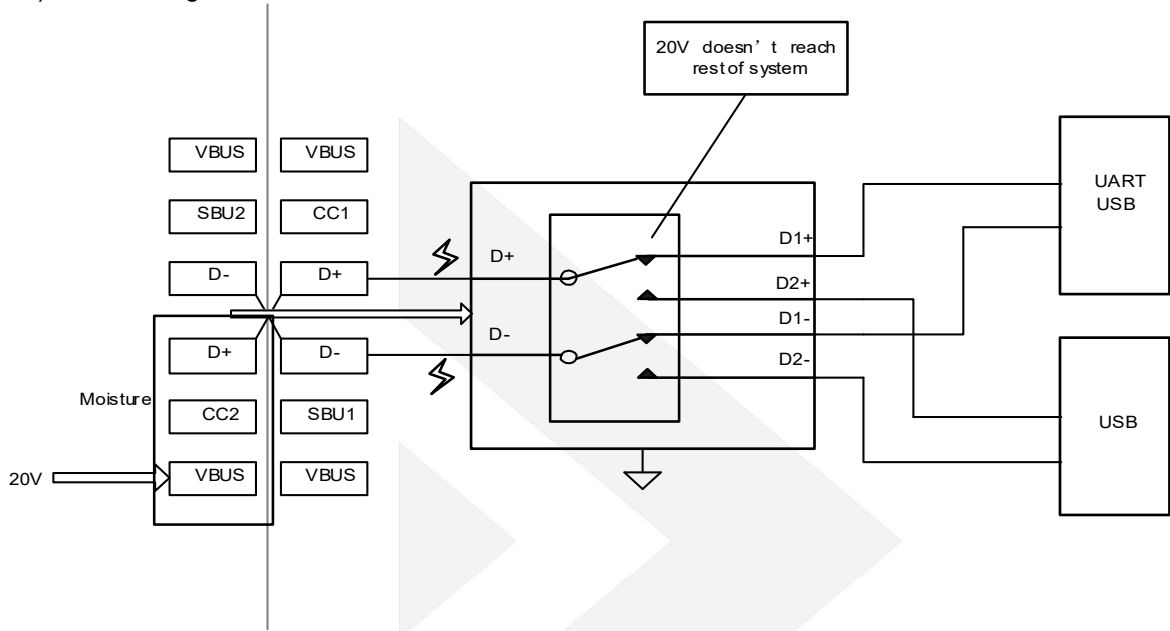 20V doesn't reach
rest of system
VBUS VBUS
SBU2 CC1
D- D+
D+ D-
CC2 SBU1
VBUS VBUS
Moisture
20V
D+
D-
D1+
D2+
D1-
D2-
UART
USB
USB